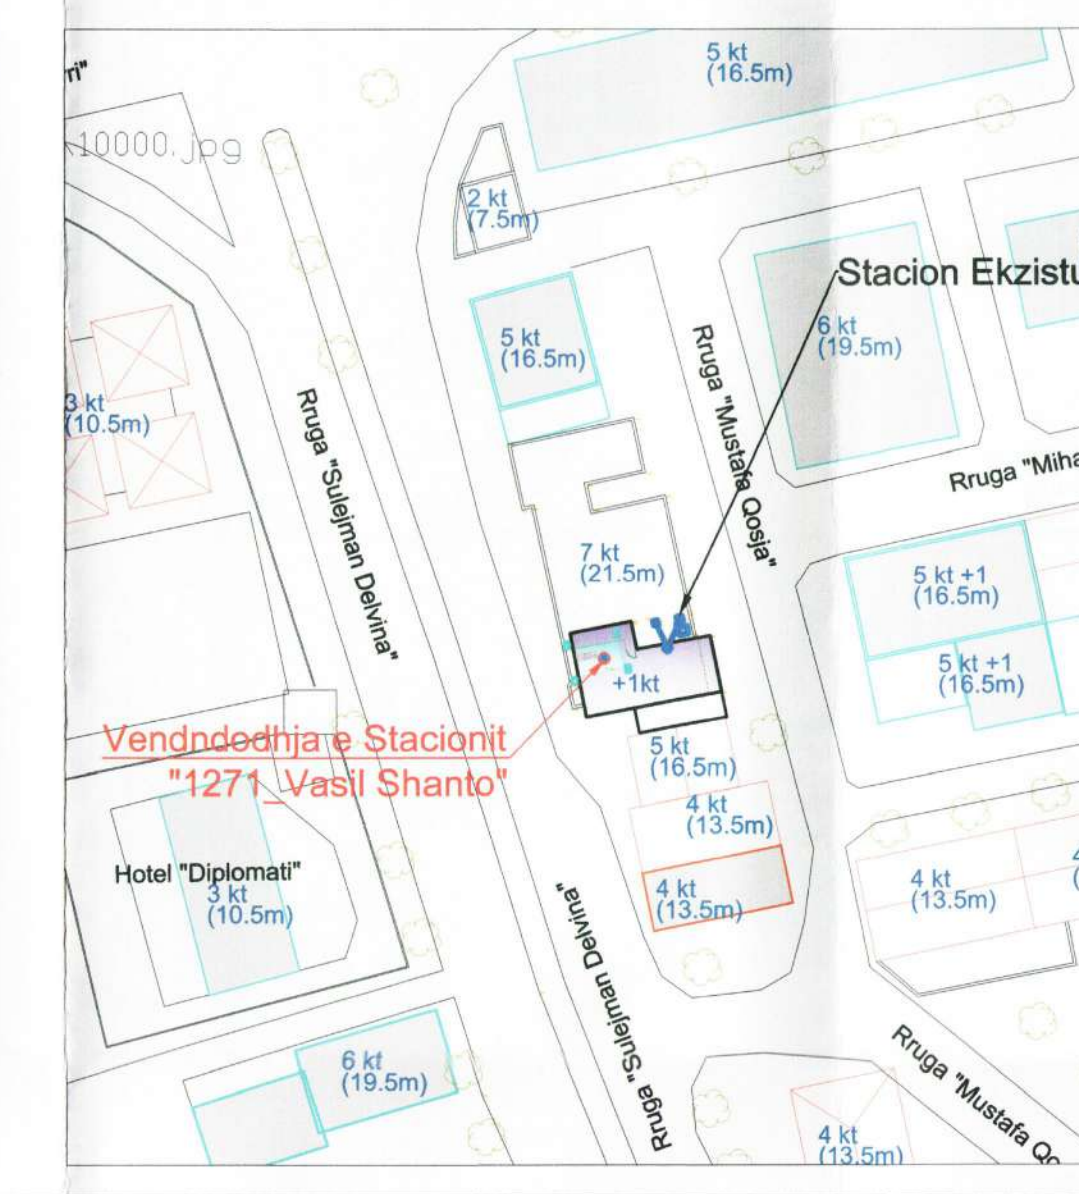 ri"
10000.jpg
5 kt
(16.5m)
2 kt
(7.5m)
Stacion Ekzistu
5 kt
(16.5m)
6 kt
(19.5m)
3 kt
(10.5m)
Rruga "Sulejman Delvina"
Rruga "Mustafa Qosja"
Rruga "Miha
7 kt
(21.5m)
5 kt +1
(16.5m)
5 kt +1
(16.5m)
+1kt
Vendndodhja e Stacionit
"1271_Vasil Shanto"
5 kt
(16.5m)
4 kt
(13.5m)
4 kt
(13.5m)
4 kt
(13.5m)
4
(
Hotel "Diplomati"
3 kt
(10.5m)
Rruga "Sulejman Delvina"
6 kt
(19.5m)
Rruga "Mustafa Qo
4 kt
(13.5m)